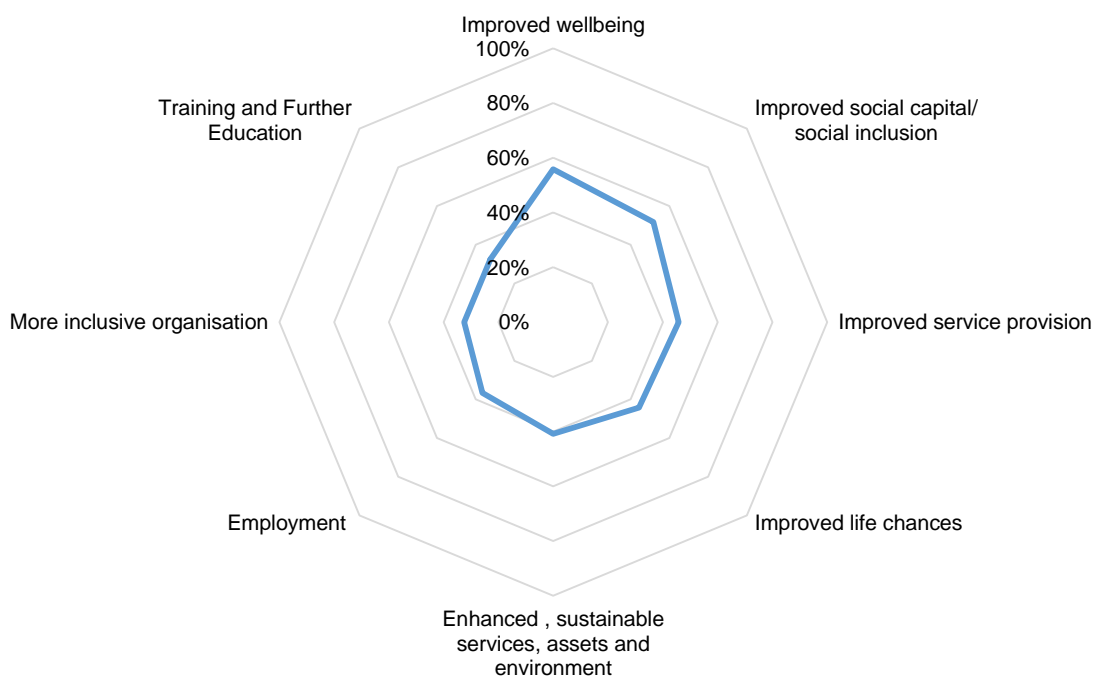 Improved wellbeing
100%
80%
60%
40%
20%
0%
Improved social capital/
social inclusion
Improved service provision
Improved life chances
Enhanced , sustainable
services, assets and
environment
Employment
More inclusive organisation
Training and Further
Education